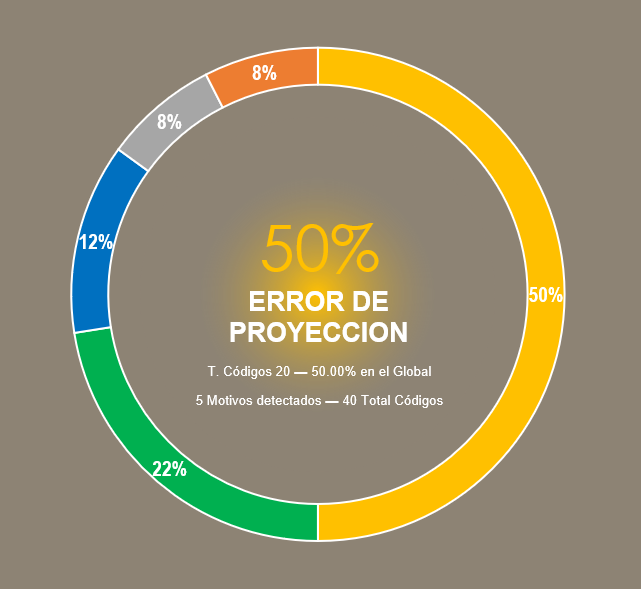 8%
8%
12%
50%
ERROR DE
PROYECCION
50%
T. Códigos 20 — 50.00% en el Global
5 Motivos detectados — 40 Total Códigos
22%